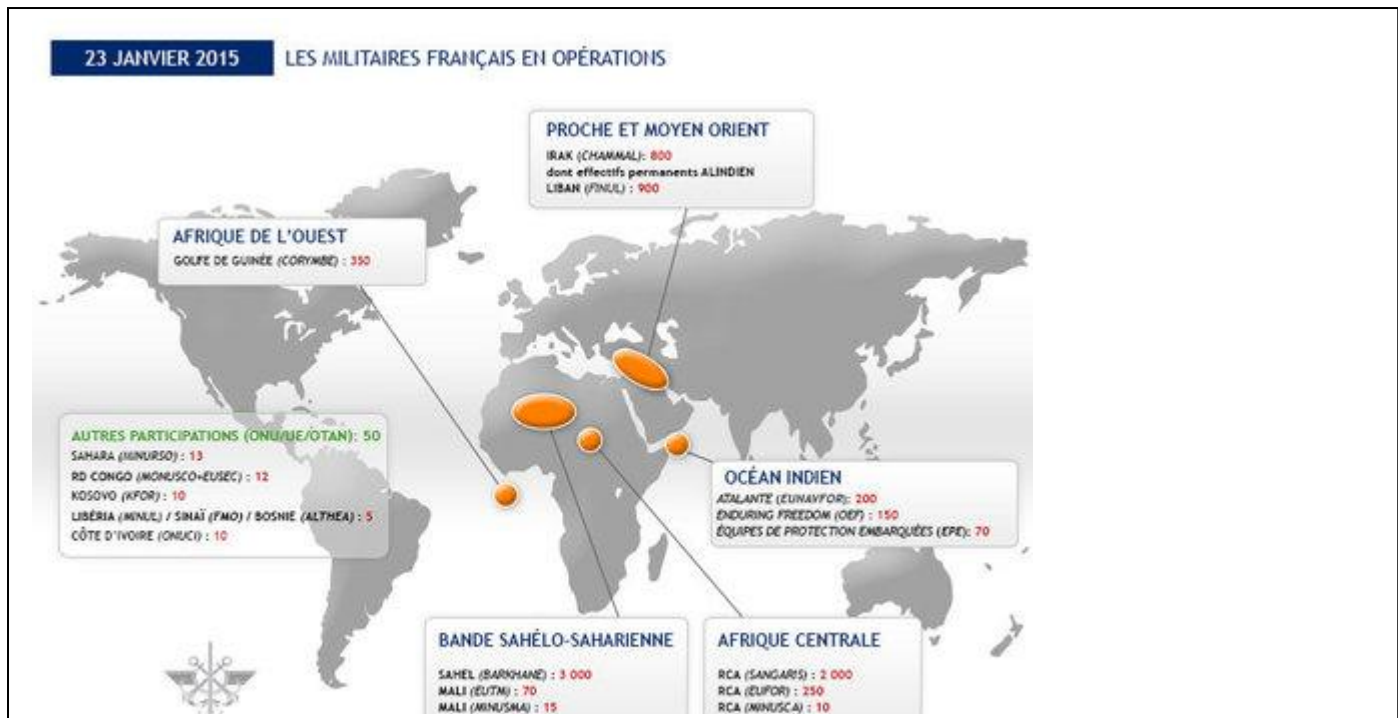 23 JANVIER 2015 LES MILITAIRES FRANÇAIS EN OPÉRATIONS
PROCHE ET MOYEN ORIENT
IRAK (CHAMMAL): 800
dont effectifs permanents ALINDIEN
LIBAN (FINUL) : 900
AFRIQUE DE L'OUEST
GOLFE DE GUINÉE (CORYMBE) : 350
AUTRES PARTICIPATIONS (ONU/UE/OTAN): 50
SAHARA (MINURSO) : 13
RD CONGO (MONUSCO+EUSEC) : 12
KOSOVO (KFOR) : 10
LIBÉRIA (MINUL) / SINAÏ (FMO) / BOSNIE (ALTHEA) : 5
CÔTE D'IVOIRE (ONUCI) : 10
OCÉAN INDIEN
ATALANTE (EUNAVFOR): 200
ENDURING FREEDOM (OEF) : 150
ÉQUIPES DE PROTECTION EMBARQUÉES (EPE): 70
BANDE SAHÉLO-SAHARIENNE
SAHEL (BARKHANE) : 3 000
MALI (EUTM) : 70
MALI (MINUSMA) : 15
AFRIQUE CENTRALE
RCA (SANGARIS) : 2 000
RCA (EUFOR) : 250
RCA (MINUSCA) : 10